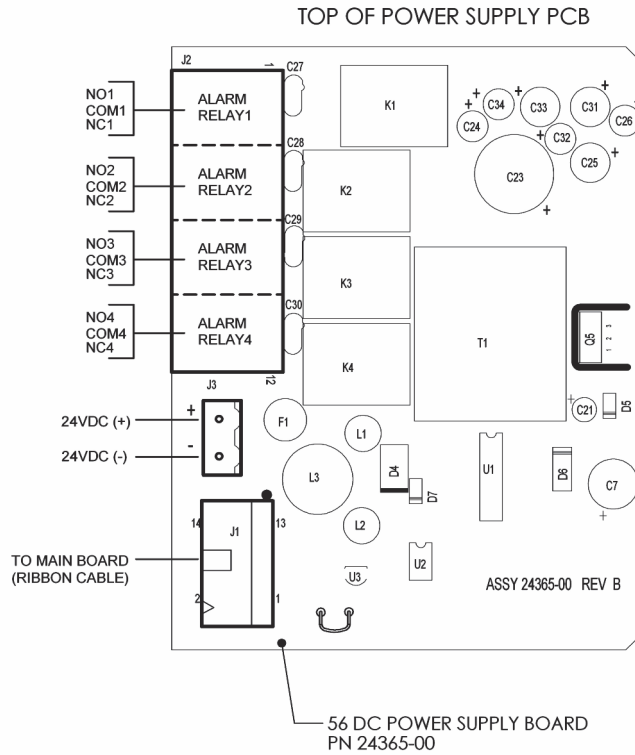 TOP OF POWER SUPPLY PCB
J2
1
C27
NO1
COM1
NC1
ALARM
RELAY1
K1
C34
C33
C31
C24
C32
C26
C28
C25
NO2
COM2
NC2
ALARM
RELAY2
K2
C23
C29
NO3
COM3
NC3
ALARM
RELAY3
K3
C30
NO4
COM4
NC4
ALARM
RELAY4
K4
T1
Q5
1 2 3
12
J3
24VDC (+)
+
F1
L1
C21
D5
24VDC (-)
-
L3
D4
D7
U1
D6
C7
14
J1
13
L2
TO MAIN BOARD
(RIBBON CABLE)
U3
U2
2
1
ASSY 24365-00 REV B
56 DC POWER SUPPLY BOARD
PN 24365-00